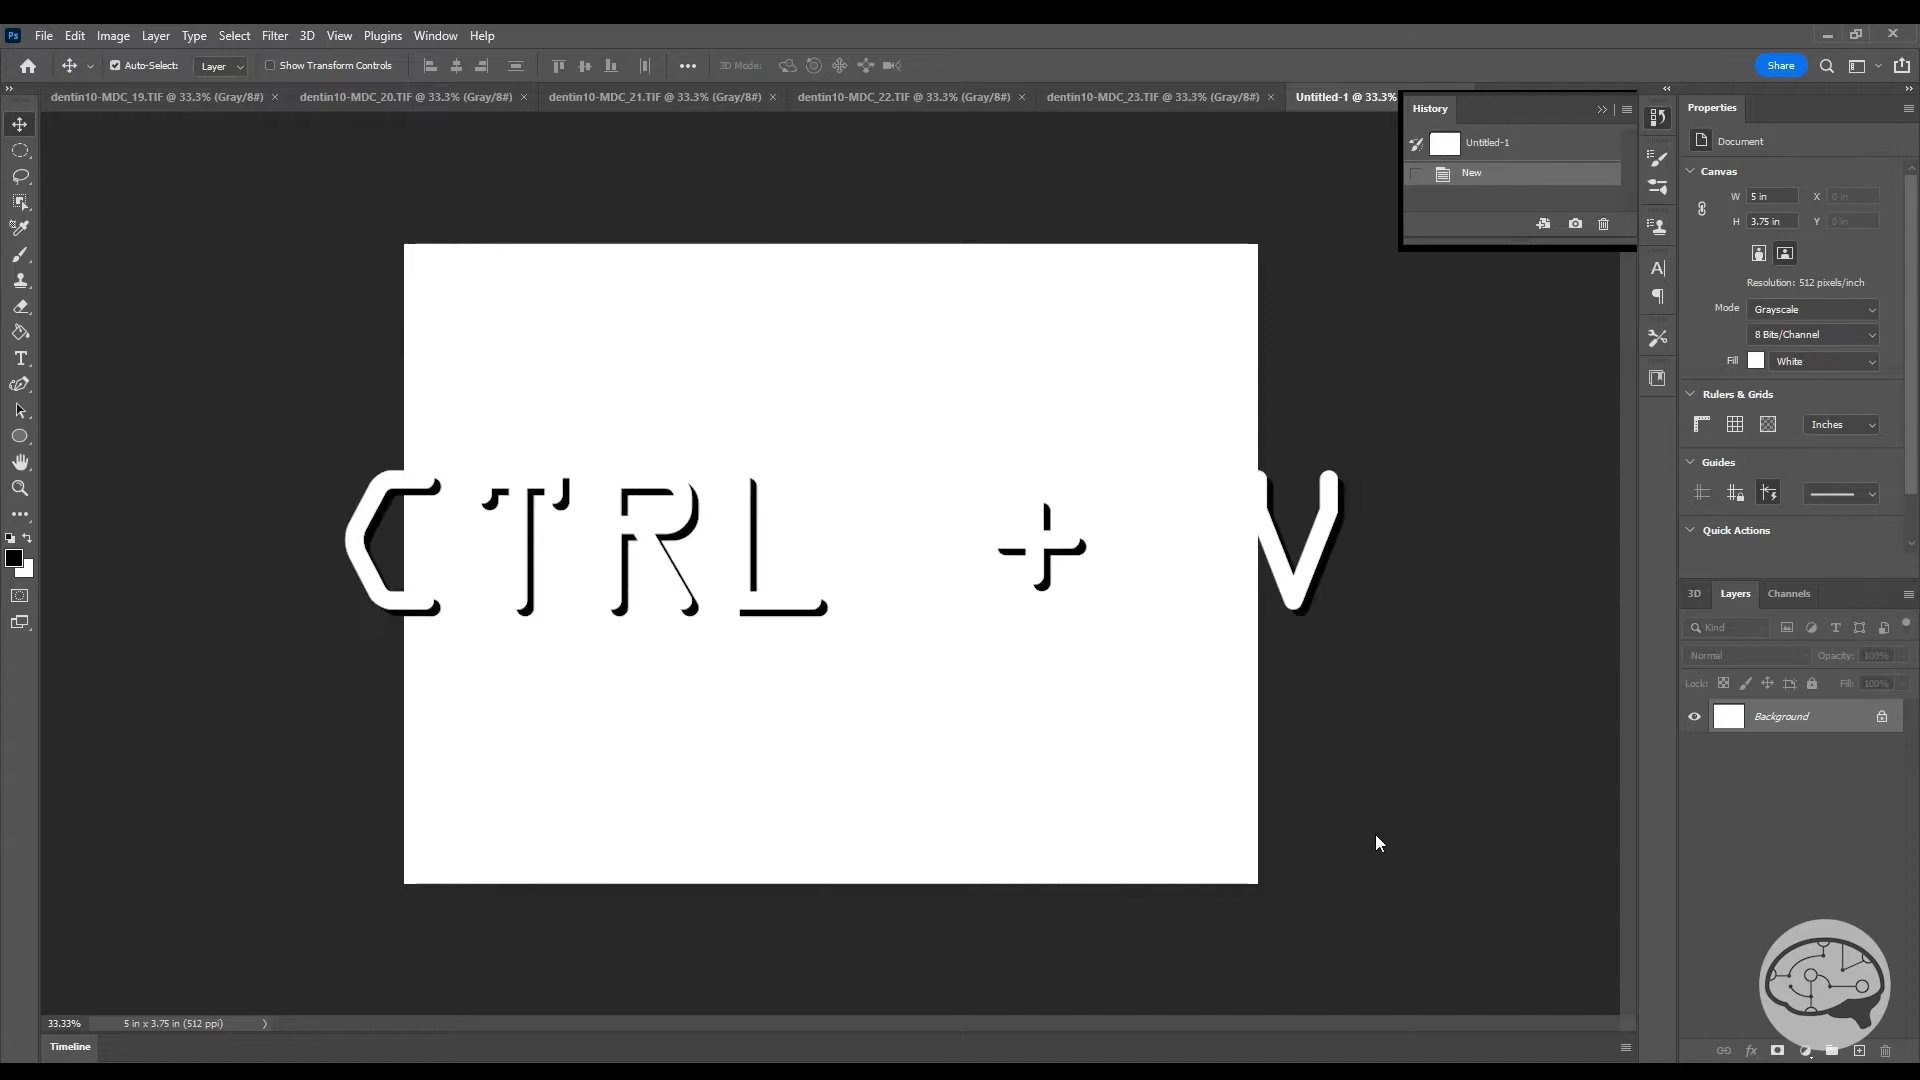 Ps File Edit Image Layer Type Select Filter 3D View Plugins Window Help
Auto-Select: Layer Show Transform Controls 3D Mode: Share
dentin10-MDC_19.TIF @ 33.3% (Gray/8#) dentin10-MDC_20.TIF @ 33.3% (Gray/8#) dentin10-MDC_21.TIF @ 33.3% (Gray/8#) dentin10-MDC_22.TIF @ 33.3% (Gray/8#) dentin10-MDC_23.TIF @ 33.3% (Gray/8#) Untitled-1 @ 33.3%
History
Untitled-1
New
Properties
Document
Canvas
W 5 in X 0 in
H 3.75 in Y 0 in
Resolution: 512 pixels/inch
Mode Grayscale
8 Bits/Channel
Fill White
Rulers & Grids
Inches
Guides
Quick Actions
CTRL + V
3D Layers Channels
Kind
Normal Opacity: 100%
Lock: Fill: 100%
Background
33.33% 5 in x 3.75 in (512 ppi)
Timeline